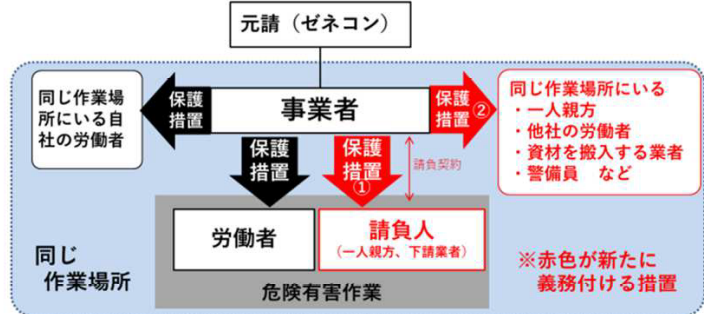 元請（ゼネコン）
同じ作業場
所にいる自
社の労働者
保護
措置
事業者
保護
措置②
同じ作業場所にいる
・一人親方
・他社の労働者
・資材を搬入する業者
・警備員　など
保護
措置
保護
措置
①
請負契約
労働者
請負人
（一人親方、下請業者）
同じ
作業場所
危険有害作業
※赤色が新たに
義務付ける措置